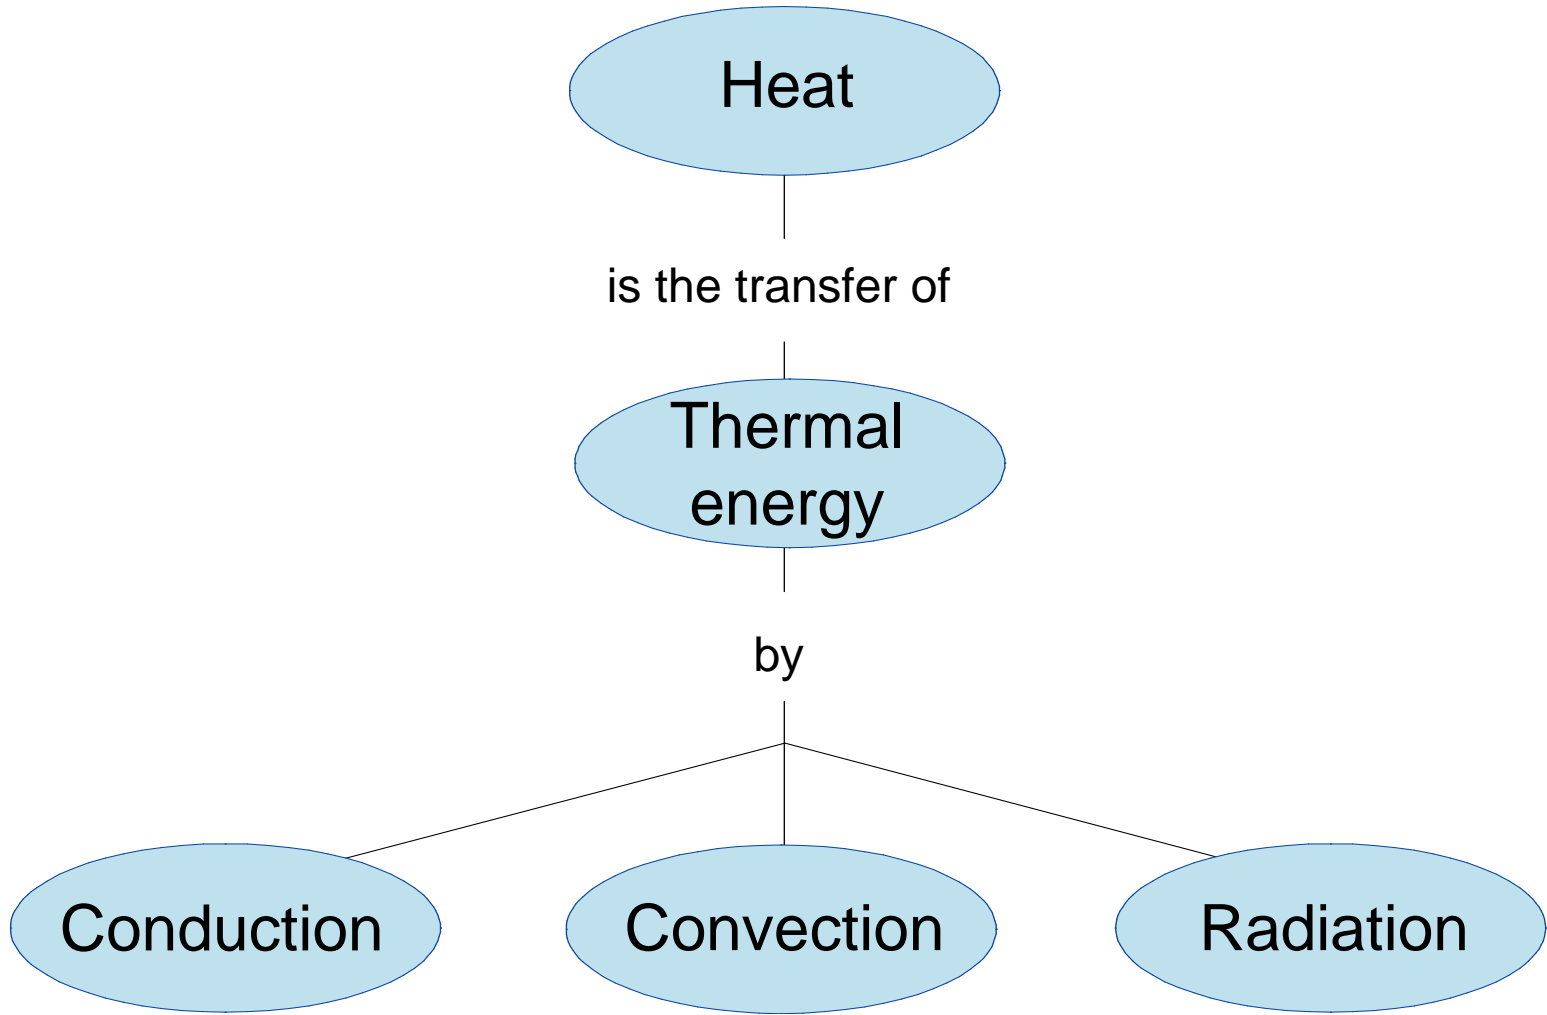 Heat
is the transfer of
Thermal
energy
by
Conduction
Convection
Radiation